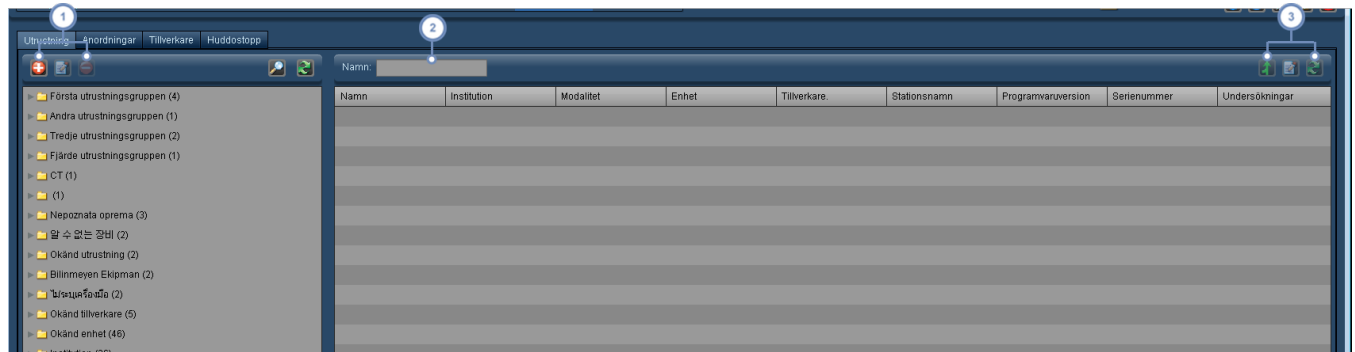 1
2
3
Utrustning Anordningar Tillverkare Huddostopp
Namn:
Namn Institution Modalitet Enhet Tillverkare. Stationsnamn Programvaruversion Serienummer Undersökningar
Första utrustningsgruppen (4)
Andra utrustningsgruppen (1)
Tredje utrustningsgruppen (2)
Fjärde utrustningsgruppen (1)
CT (1)
(1)
Nepoznata oprema (3)
알 수 없는 장비 (2)
Okänd utrustning (2)
Bilinmeyen Ekipman (2)
ไม่ระบุเครื่องมือ (2)
Okänd tillverkare (5)
Okänd enhet (46)